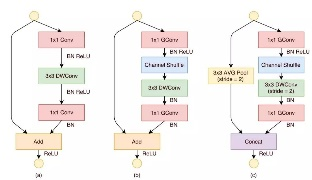 1x1 Conv
BN ReLU
3x3 DWConv
BN ReLU
1x1 Conv
BN
Add
ReLU
(a)
1x1 GConv
BN ReLU
Channel Shuffle
3x3 DWConv
BN
1x1 GConv
BN
Add
ReLU
(b)
3x3 AVG Pool
(stride = 2)
1x1 GConv
BN ReLU
Channel Shuffle
3x3 DWConv
(stride = 2)
BN
1x1 GConv
BN
Concat
ReLU
(c)